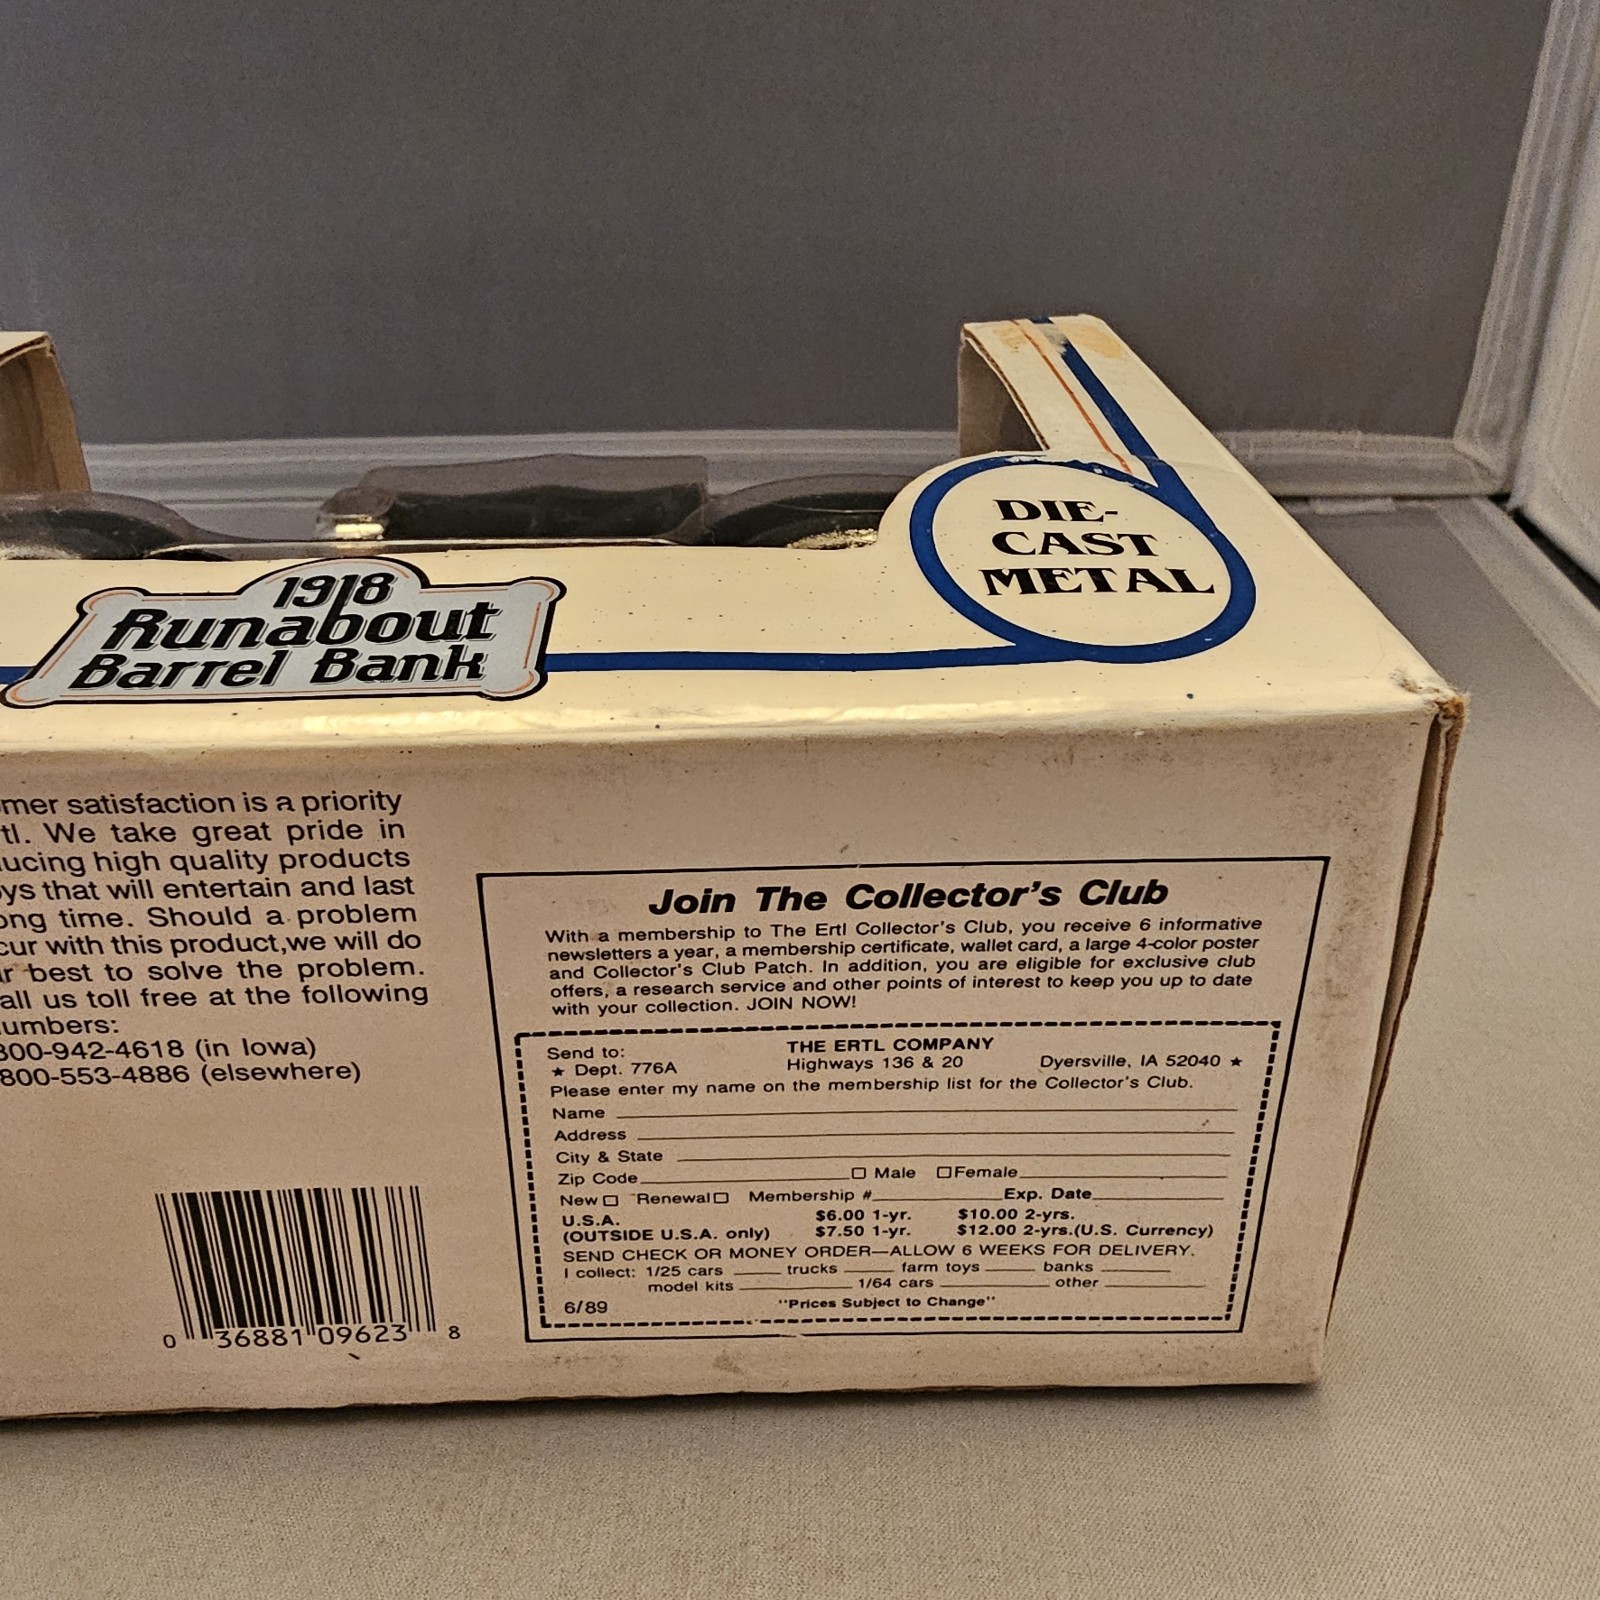 DIE-
CAST
METAL
1918
Runabout
Barrel Bank
mer satisfaction is a priority
tl. We take great pride in
ucing high quality products
ys that will entertain and last
ong time. Should a problem
cur with this product,we will do
r best to solve the problem.
all us toll free at the following
umbers:
800-942-4618 (in Iowa)
800-553-4886 (elsewhere)
0 36881 09623 8
Join The Collector's Club
With a membership to The Ertl Collector's Club, you receive 6 informative
newsletters a year, a membership certificate, wallet card, a large 4-color poster
and Collector's Club Patch. In addition, you are eligible for exclusive club
offers, a research service and other points of interest to keep you up to date
with your collection. JOIN NOW!
Send to: THE ERTL COMPANY
★ Dept. 776A Highways 136 & 20 Dyersville, IA 52040 ★
Please enter my name on the membership list for the Collector's Club.
Name
Address
City & State
Zip Code □ Male □Female
New □ Renewal□ Membership # Exp. Date
U.S.A. $6.00 1-yr. $10.00 2-yrs.
(OUTSIDE U.S.A. only) $7.50 1-yr. $12.00 2-yrs.(U.S. Currency)
SEND CHECK OR MONEY ORDER—ALLOW 6 WEEKS FOR DELIVERY.
I collect: 1/25 cars trucks farm toys banks
model kits 1/64 cars other
6/89 "Prices Subject to Change"